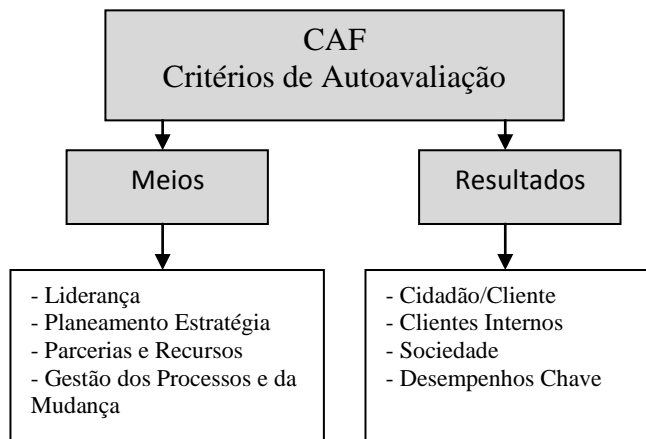 CAF
Critérios de Autoavaliação
Meios
Resultados
- Liderança
- Planeamento Estratégia
- Parcerias e Recursos
- Gestão dos Processos e da
Mudança
- Cidadão/Cliente
- Clientes Internos
- Sociedade
- Desempenhos Chave